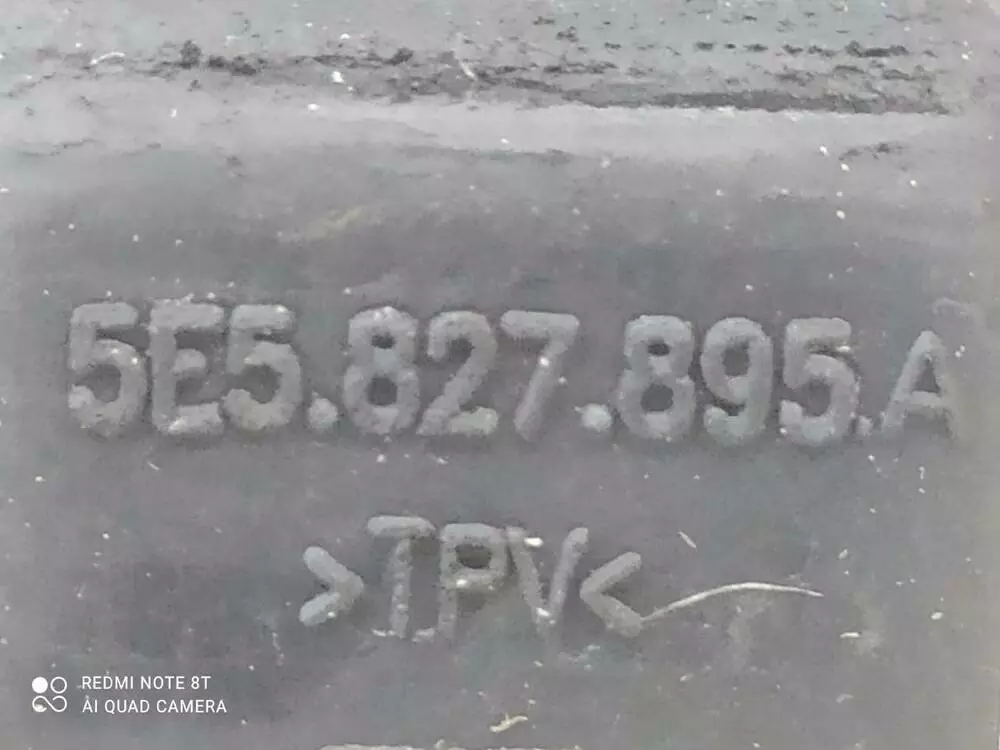 5E5.827.895.A
>TPV<
REDMI NOTE 8T
AI QUAD CAMERA